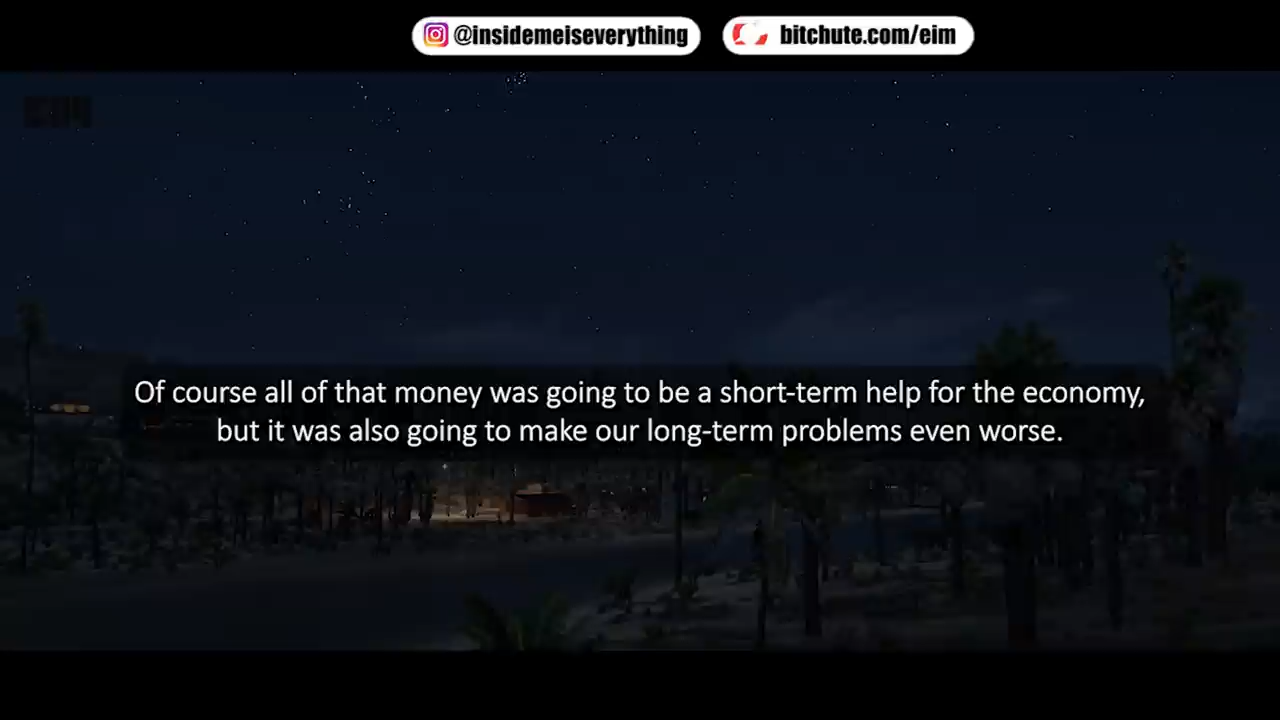 @insidemeiseverything
bitchute.com/eim
Of course all of that money was going to be a short-term help for the economy,
but it was also going to make our long-term problems even worse.